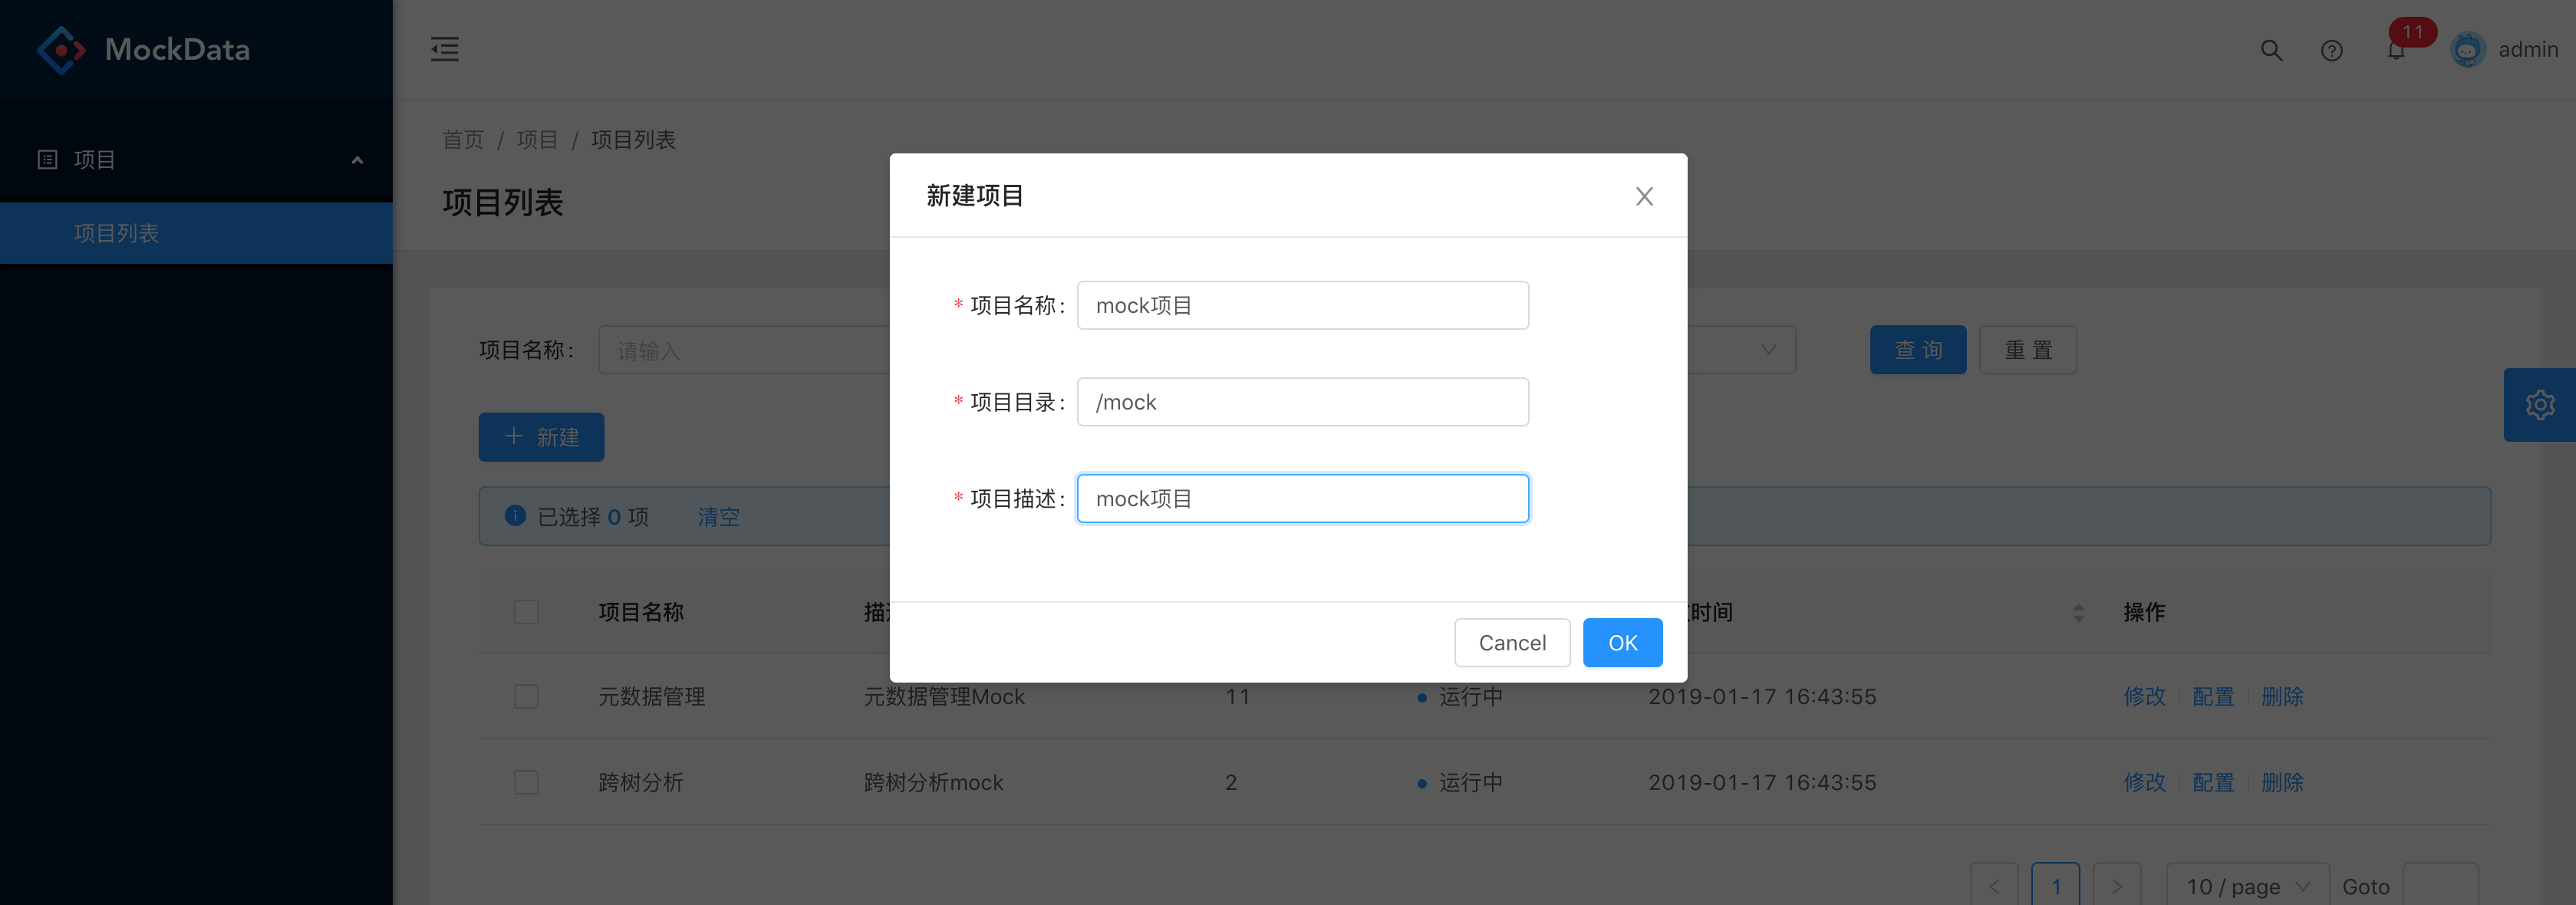 MockData
11
admin
项目
项目列表
首页 / 项目 / 项目列表
项目列表
新建项目
* 项目名称: mock项目
* 项目目录: /mock
* 项目描述: mock项目
Cancel OK
项目名称: 请输入
查 询 重 置
+ 新建
已选择 0 项 清空
项目名称 时间 操作
元数据管理 元数据管理Mock 11 运行中 2019-01-17 16:43:55 修改 配置 删除
跨树分析 跨树分析mock 2 运行中 2019-01-17 16:43:55 修改 配置 删除
< 1 > 10 / page Goto